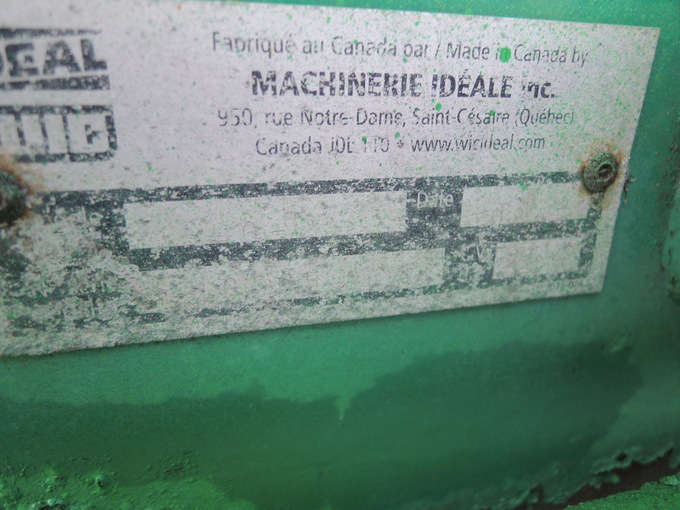 DEAL
WIC
Fabriqué au Canada par / Made in Canada by
MACHINERIE IDÉALE inc.
950, rue Notre-Dame, Saint-Césaire (Québec)
Canada J0L 1T0 • www.wicideal.com
Date
V